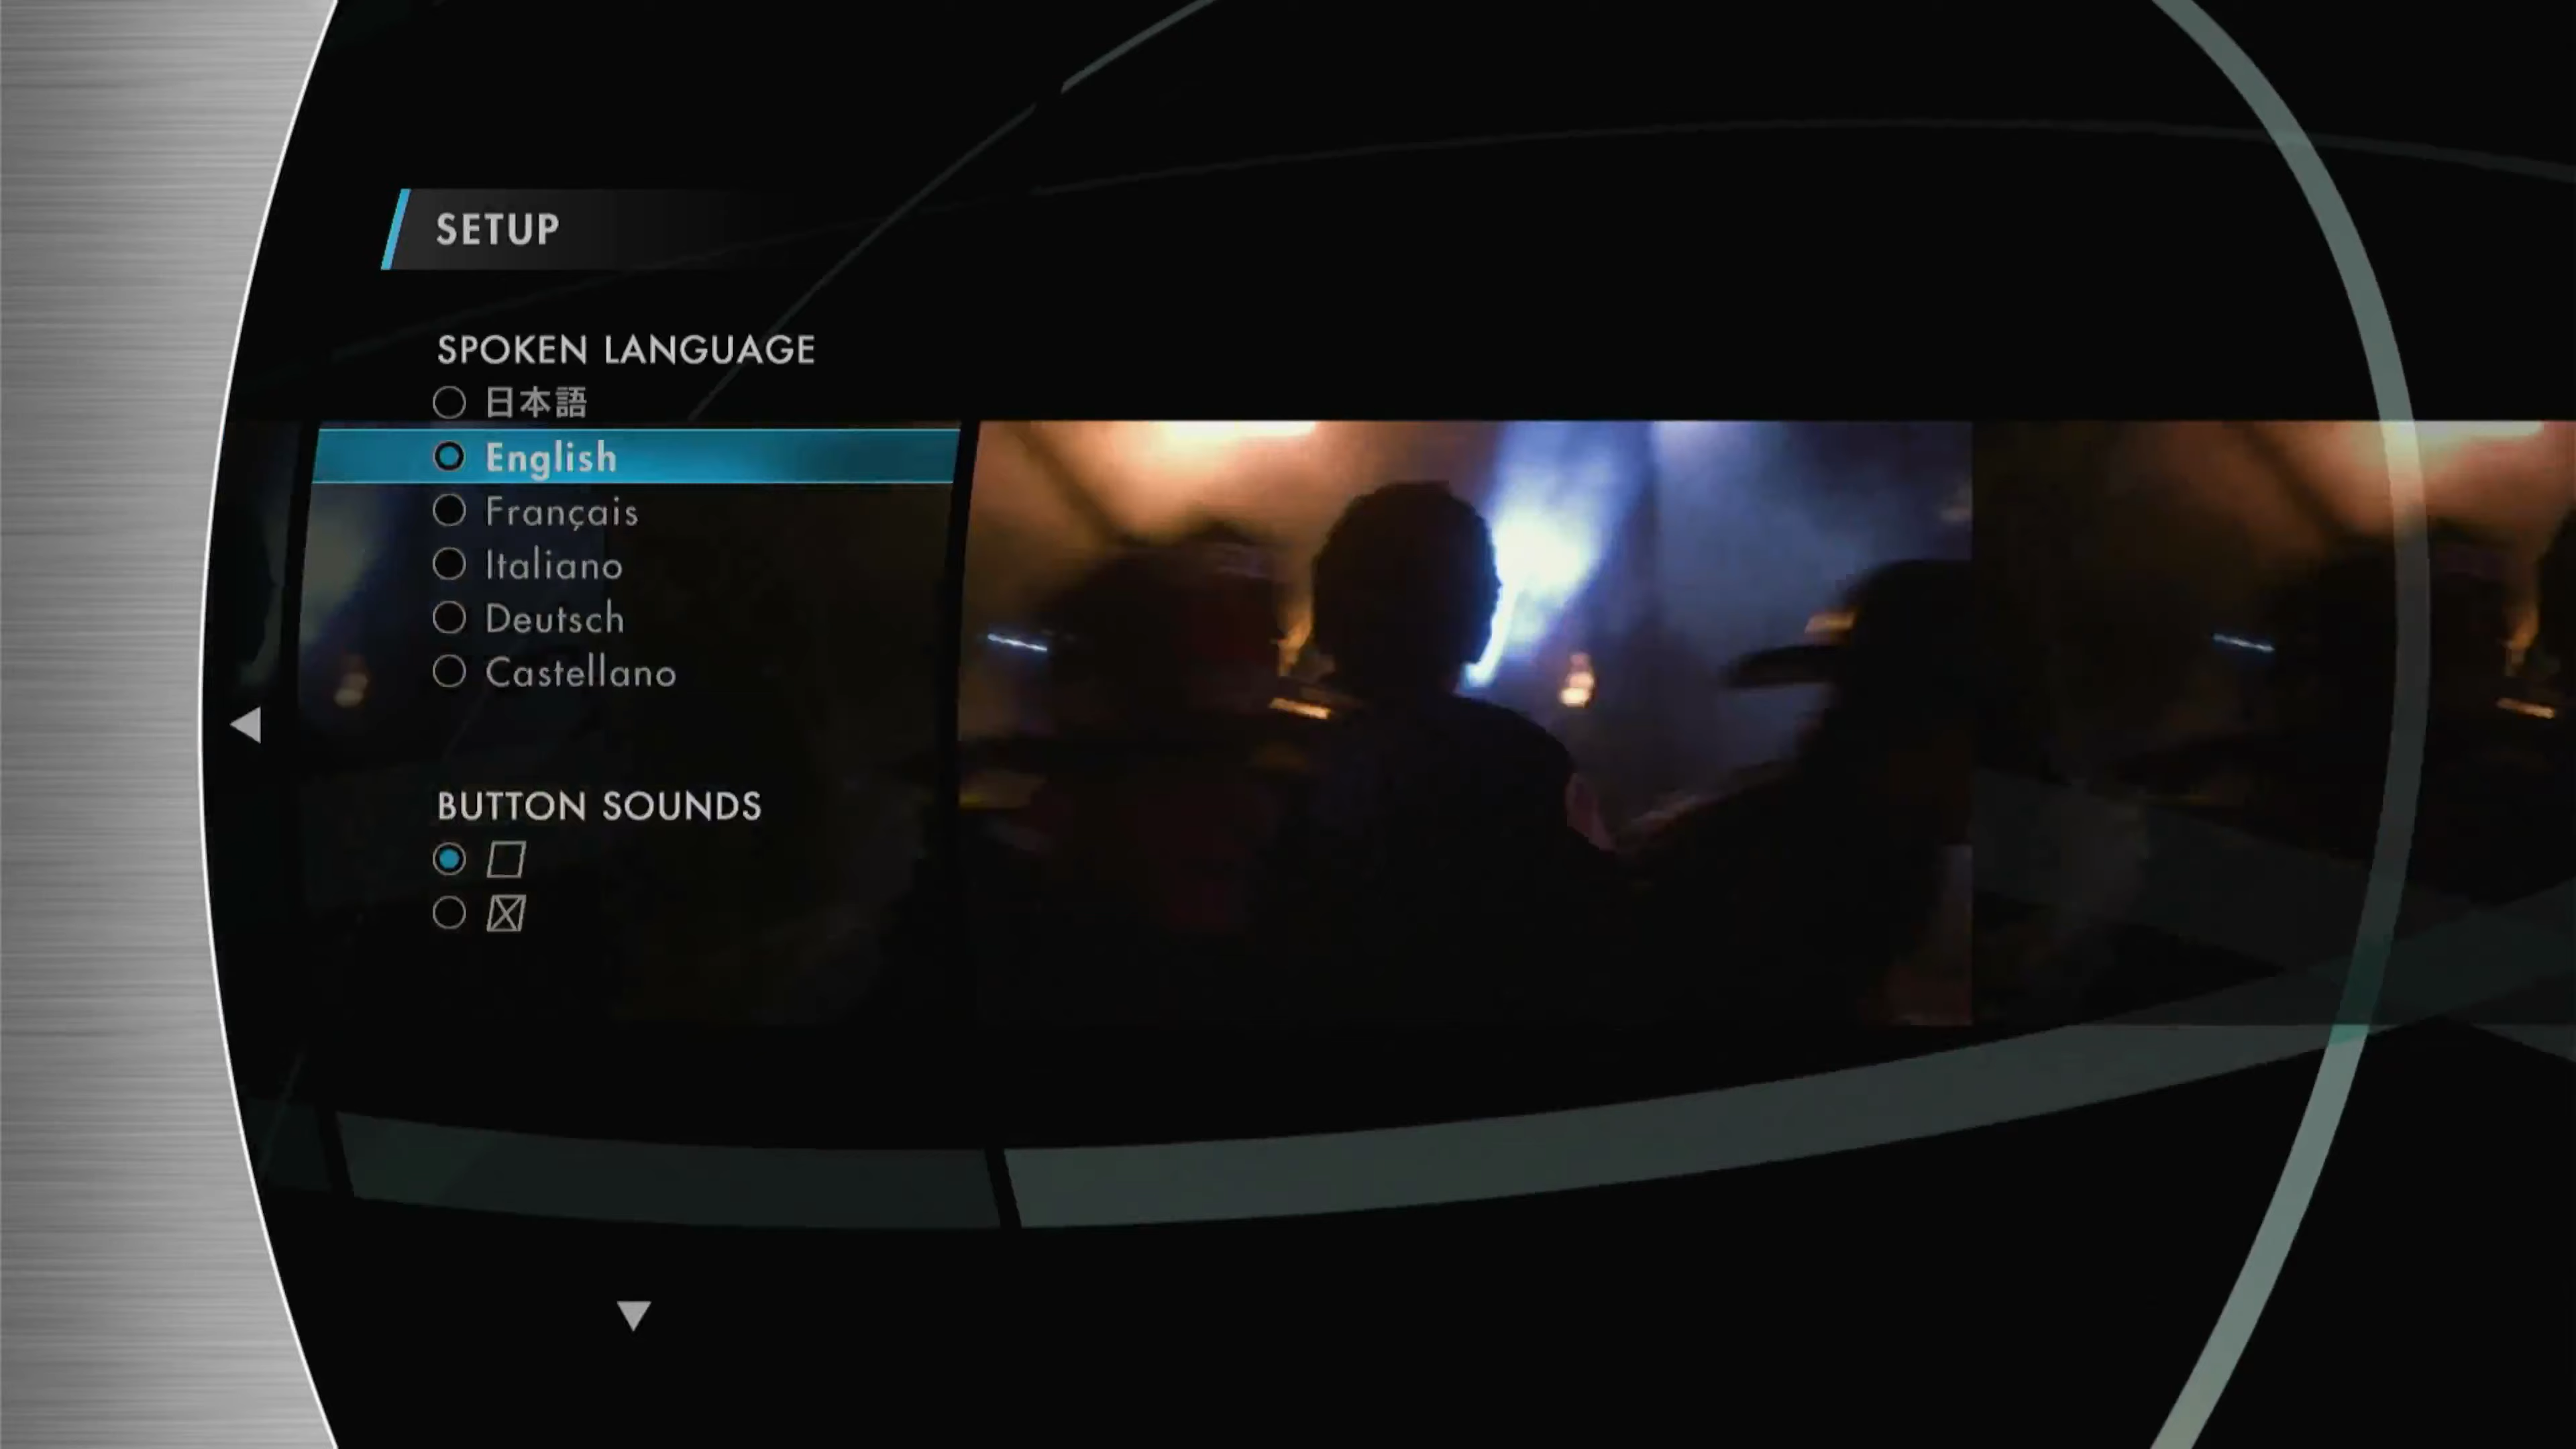 SETUP
SPOKEN LANGUAGE
日本語
English
Français
Italiano
Deutsch
Castellano
BUTTON SOUNDS